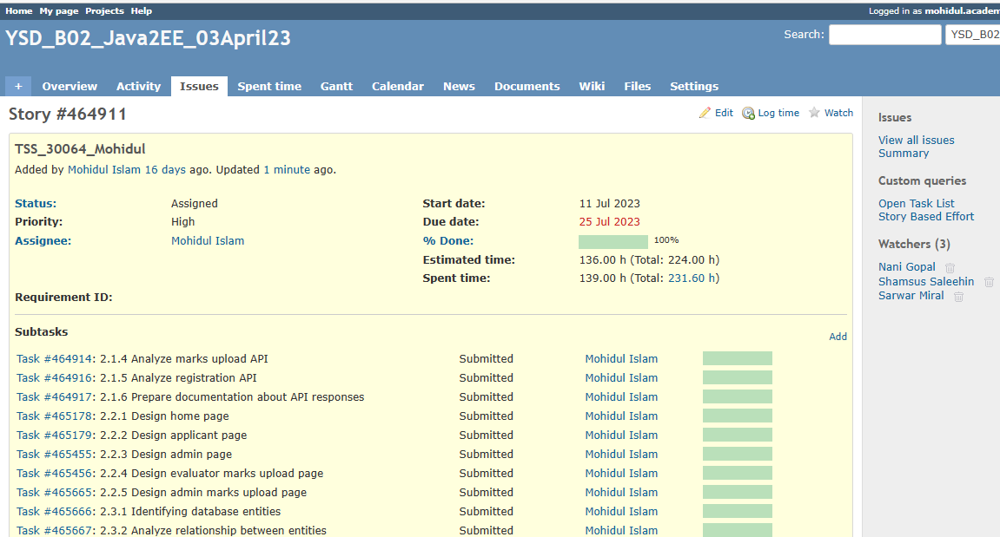 Home My page Projects Help Logged in as mohidul.academ
YSD_B02_Java2EE_03April23 Search: YSD_B02
+ Overview Activity Issues Spent time Gantt Calendar News Documents Wiki Files Settings
Story #464911 Edit Log time Watch
TSS_30064_Mohidul
Added by Mohidul Islam 16 days ago. Updated 1 minute ago.
Status: Assigned Start date: 11 Jul 2023
Priority: High Due date: 25 Jul 2023
Assignee: Mohidul Islam % Done: 100%
Estimated time: 136.00 h (Total: 224.00 h)
Spent time: 139.00 h (Total: 231.60 h)
Requirement ID:
Subtasks
Add
Task #464914: 2.1.4 Analyze marks upload API Submitted Mohidul Islam
Task #464916: 2.1.5 Analyze registration API Submitted Mohidul Islam
Task #464917: 2.1.6 Prepare documentation about API responses Submitted Mohidul Islam
Task #465178: 2.2.1 Design home page Submitted Mohidul Islam
Task #465179: 2.2.2 Design applicant page Submitted Mohidul Islam
Task #465455: 2.2.3 Design admin page Submitted Mohidul Islam
Task #465456: 2.2.4 Design evaluator marks upload page Submitted Mohidul Islam
Task #465665: 2.2.5 Design admin marks upload page Submitted Mohidul Islam
Task #465666: 2.3.1 Identifying database entities Submitted Mohidul Islam
Task #465667: 2.3.2 Analyze relationship between entities Submitted Mohidul Islam
Issues
View all issues
Summary
Custom queries
Open Task List
Story Based Effort
Watchers (3)
Nani Gopal
Shamsus Saleehin
Sarwar Miral